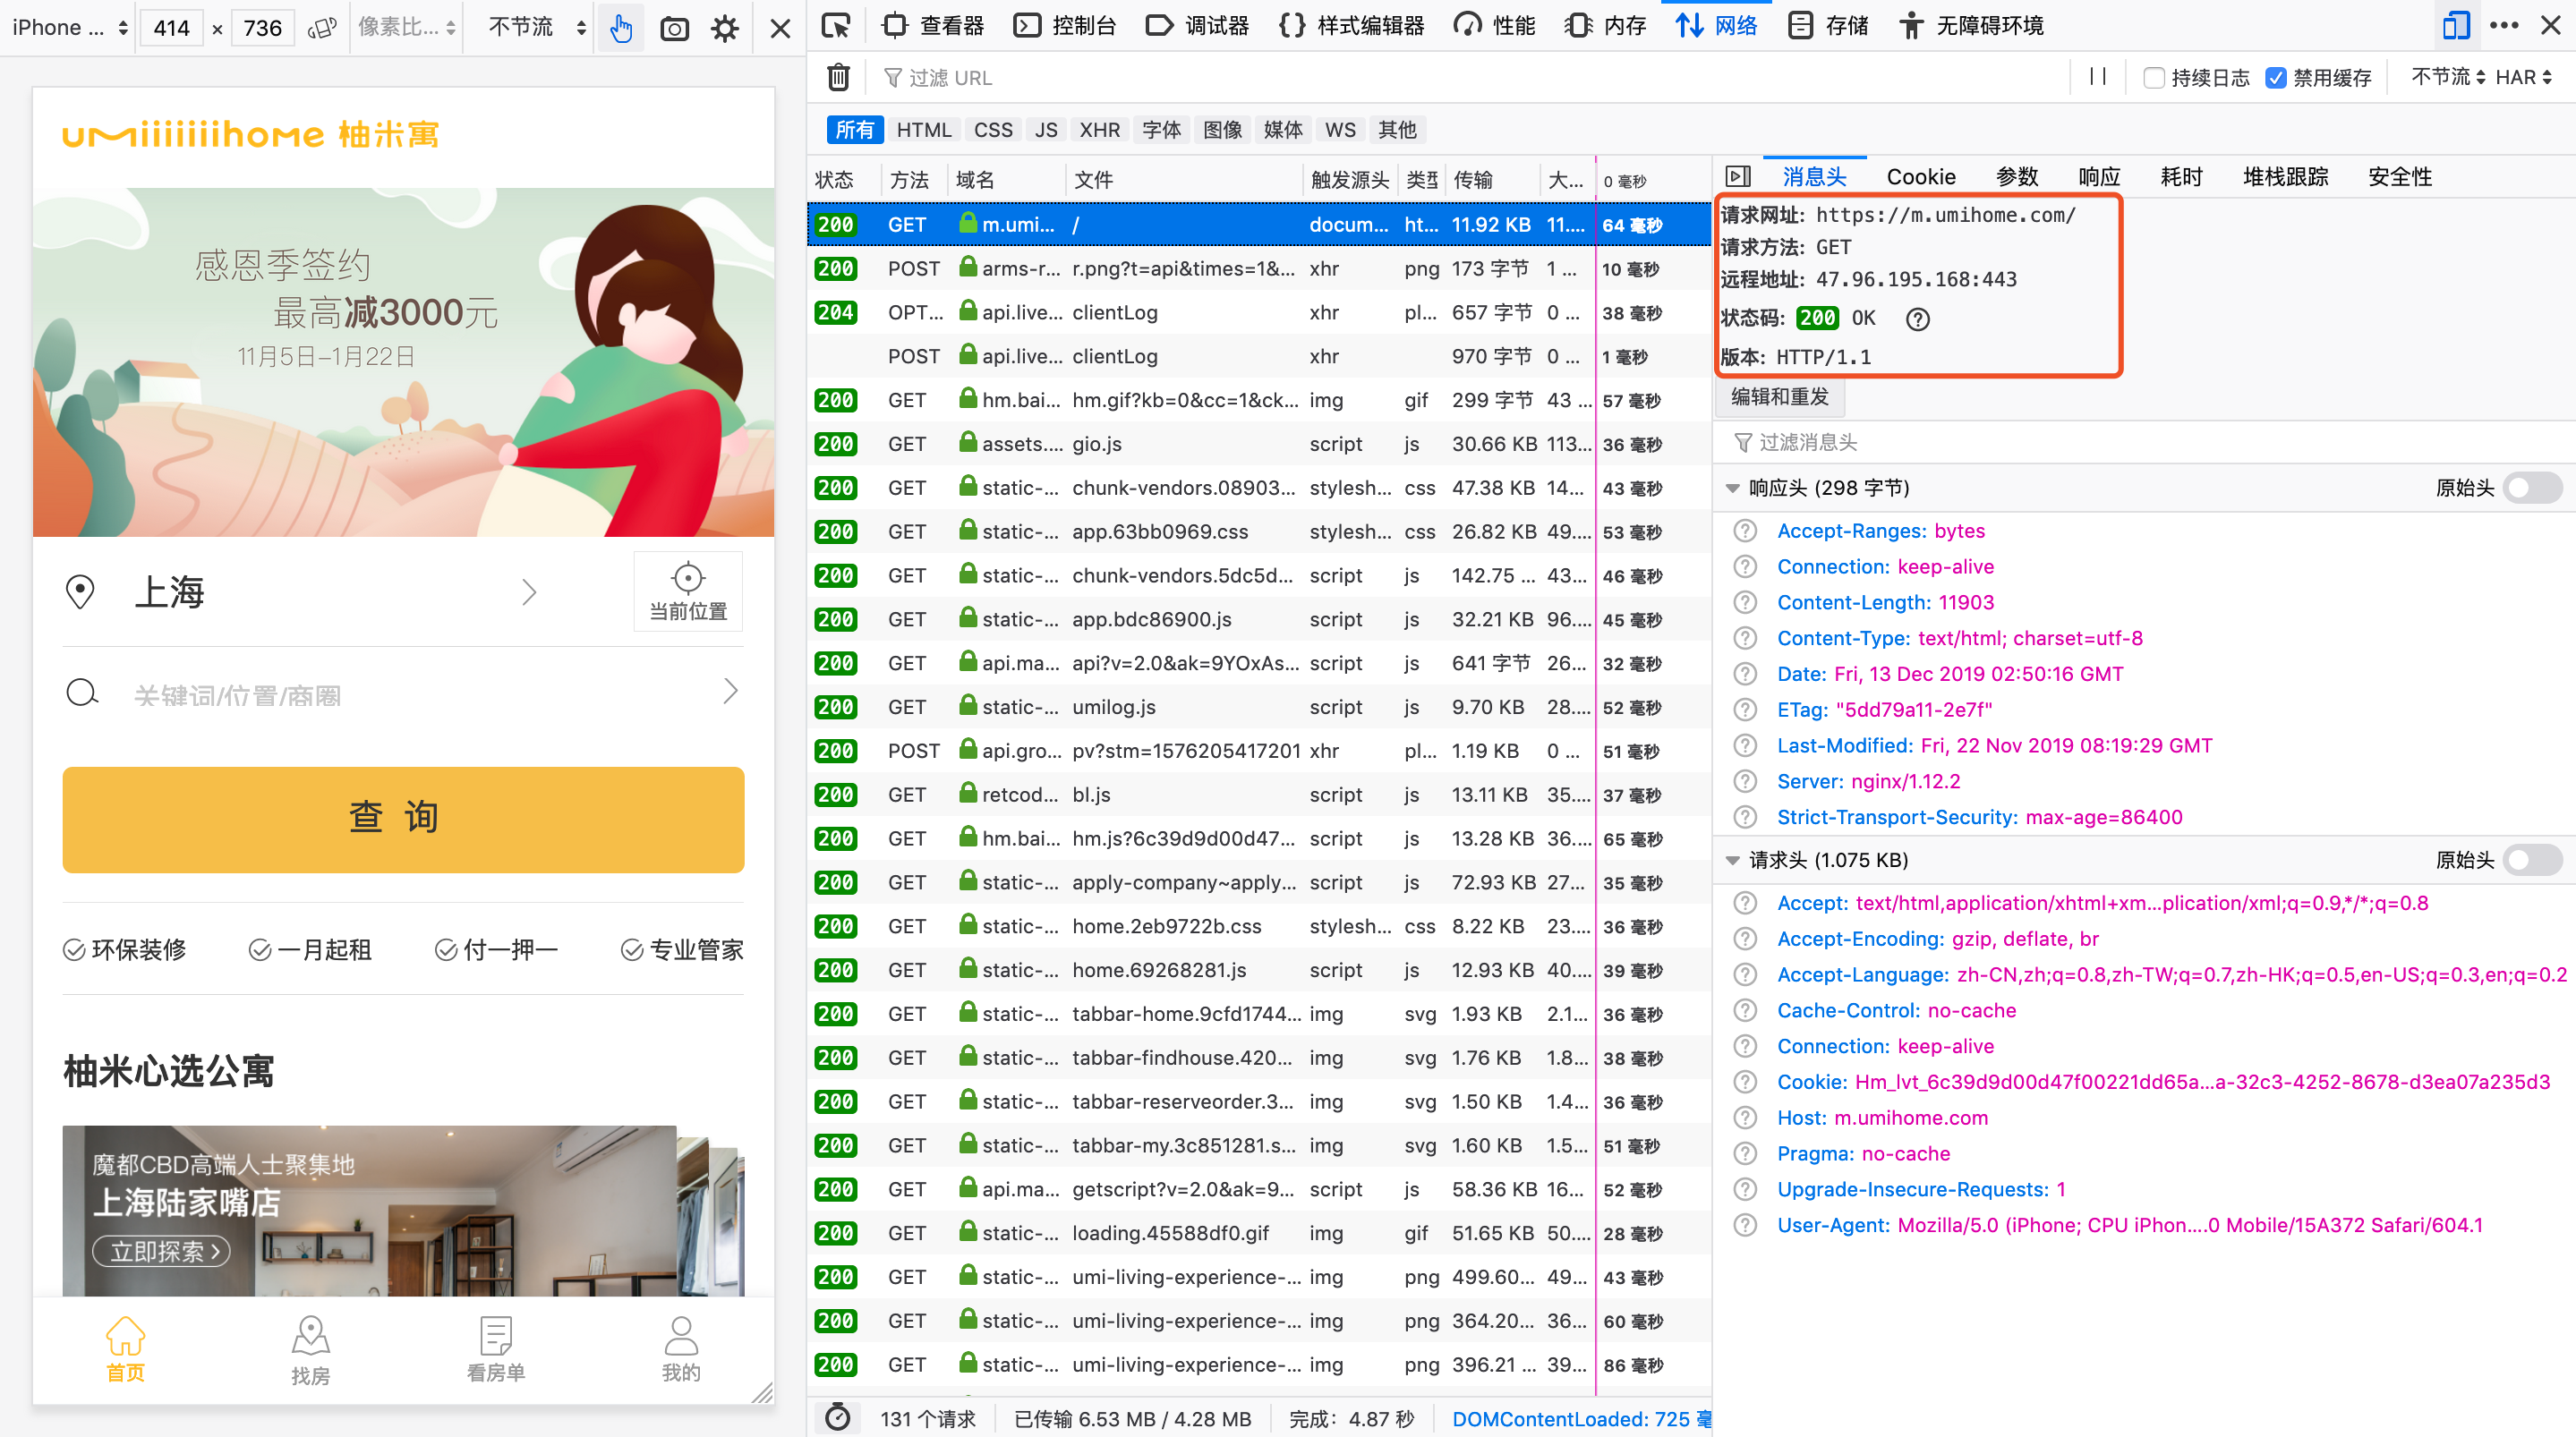 iPhone ... 414 × 736 像素比... 不节流
查看器 控制台 调试器 样式编辑器 性能 内存 网络 存储 无障碍环境
过滤 URL 持续日志 禁用缓存 不节流 HAR
所有 HTML CSS JS XHR 字体 图像 媒体 WS 其他
umiiiiiiihome 柚米寓
感恩季签约
最高减3000元
11月5日–1月22日
上海
当前位置
关键词/位置/商圈
查 询
环保装修 一月起租 付一押一 专业管家
柚米心选公寓
魔都CBD高端人士聚集地
上海陆家嘴店
立即探索
首页 找房 看房单 我的
状态 方法 域名 文件 触发源头 类型 传输 大... 0 毫秒
200 GET m.umi... / docum... ht... 11.92 KB 11.... 64 毫秒
200 POST arms-r... r.png?t=api&times=1&... xhr png 173 字节 1 ... 10 毫秒
204 OPT... api.live... clientLog xhr pl... 657 字节 0 ... 38 毫秒
POST api.live... clientLog xhr 970 字节 0 ... 1 毫秒
200 GET hm.bai... hm.gif?kb=0&cc=1&ck... img gif 299 字节 43 ... 57 毫秒
200 GET assets.... gio.js script js 30.66 KB 113... 36 毫秒
200 GET static-... chunk-vendors.08903... stylesh... css 47.38 KB 14... 43 毫秒
200 GET static-... app.63bb0969.css stylesh... css 26.82 KB 49.... 53 毫秒
200 GET static-... chunk-vendors.5dc5d... script js 142.75 ... 43... 46 毫秒
200 GET static-... app.bdc86900.js script js 32.21 KB 96.... 45 毫秒
200 GET api.ma... api?v=2.0&ak=9YOxAs... script js 641 字节 26... 32 毫秒
200 GET static-... umilog.js script js 9.70 KB 28.... 52 毫秒
200 POST api.gro... pv?stm=1576205417201 xhr pl... 1.19 KB 0 ... 51 毫秒
200 GET retcod... bl.js script js 13.11 KB 35.... 37 毫秒
200 GET hm.bai... hm.js?6c39d9d00d47... script js 13.28 KB 36.... 65 毫秒
200 GET static-... apply-company~apply... script js 72.93 KB 27... 35 毫秒
200 GET static-... home.2eb9722b.css stylesh... css 8.22 KB 23.... 36 毫秒
200 GET static-... home.69268281.js script js 12.93 KB 40.... 39 毫秒
200 GET static-... tabbar-home.9cfd1744... img svg 1.93 KB 2.1... 36 毫秒
200 GET static-... tabbar-findhouse.420... img svg 1.76 KB 1.8... 38 毫秒
200 GET static-... tabbar-reserveorder.3... img svg 1.50 KB 1.4... 36 毫秒
200 GET static-... tabbar-my.3c851281.s... img svg 1.60 KB 1.5... 51 毫秒
200 GET api.ma... getscript?v=2.0&ak=9... script js 58.36 KB 16... 52 毫秒
200 GET static-... loading.45588df0.gif img gif 51.65 KB 50.... 28 毫秒
200 GET static-... umi-living-experience-... img png 499.60... 49... 43 毫秒
200 GET static-... umi-living-experience-... img png 364.20... 36... 60 毫秒
200 GET static-... umi-living-experience-... img png 396.21 ... 39... 86 毫秒
131 个请求 已传输 6.53 MB / 4.28 MB 完成：4.87 秒 DOMContentLoaded: 725 毫
消息头 Cookie 参数 响应 耗时 堆栈跟踪 安全性
请求网址: https://m.umihome.com/
请求方法: GET
远程地址: 47.96.195.168:443
状态码: 200 OK
版本: HTTP/1.1
编辑和重发
过滤消息头
响应头 (298 字节) 原始头
Accept-Ranges: bytes
Connection: keep-alive
Content-Length: 11903
Content-Type: text/html; charset=utf-8
Date: Fri, 13 Dec 2019 02:50:16 GMT
ETag: "5dd79a11-2e7f"
Last-Modified: Fri, 22 Nov 2019 08:19:29 GMT
Server: nginx/1.12.2
Strict-Transport-Security: max-age=86400
请求头 (1.075 KB) 原始头
Accept: text/html,application/xhtml+xm...plication/xml;q=0.9,*/*;q=0.8
Accept-Encoding: gzip, deflate, br
Accept-Language: zh-CN,zh;q=0.8,zh-TW;q=0.7,zh-HK;q=0.5,en-US;q=0.3,en;q=0.2
Cache-Control: no-cache
Connection: keep-alive
Cookie: Hm_lvt_6c39d9d00d47f00221dd65a...a-32c3-4252-8678-d3ea07a235d3
Host: m.umihome.com
Pragma: no-cache
Upgrade-Insecure-Requests: 1
User-Agent: Mozilla/5.0 (iPhone; CPU iPhon....0 Mobile/15A372 Safari/604.1